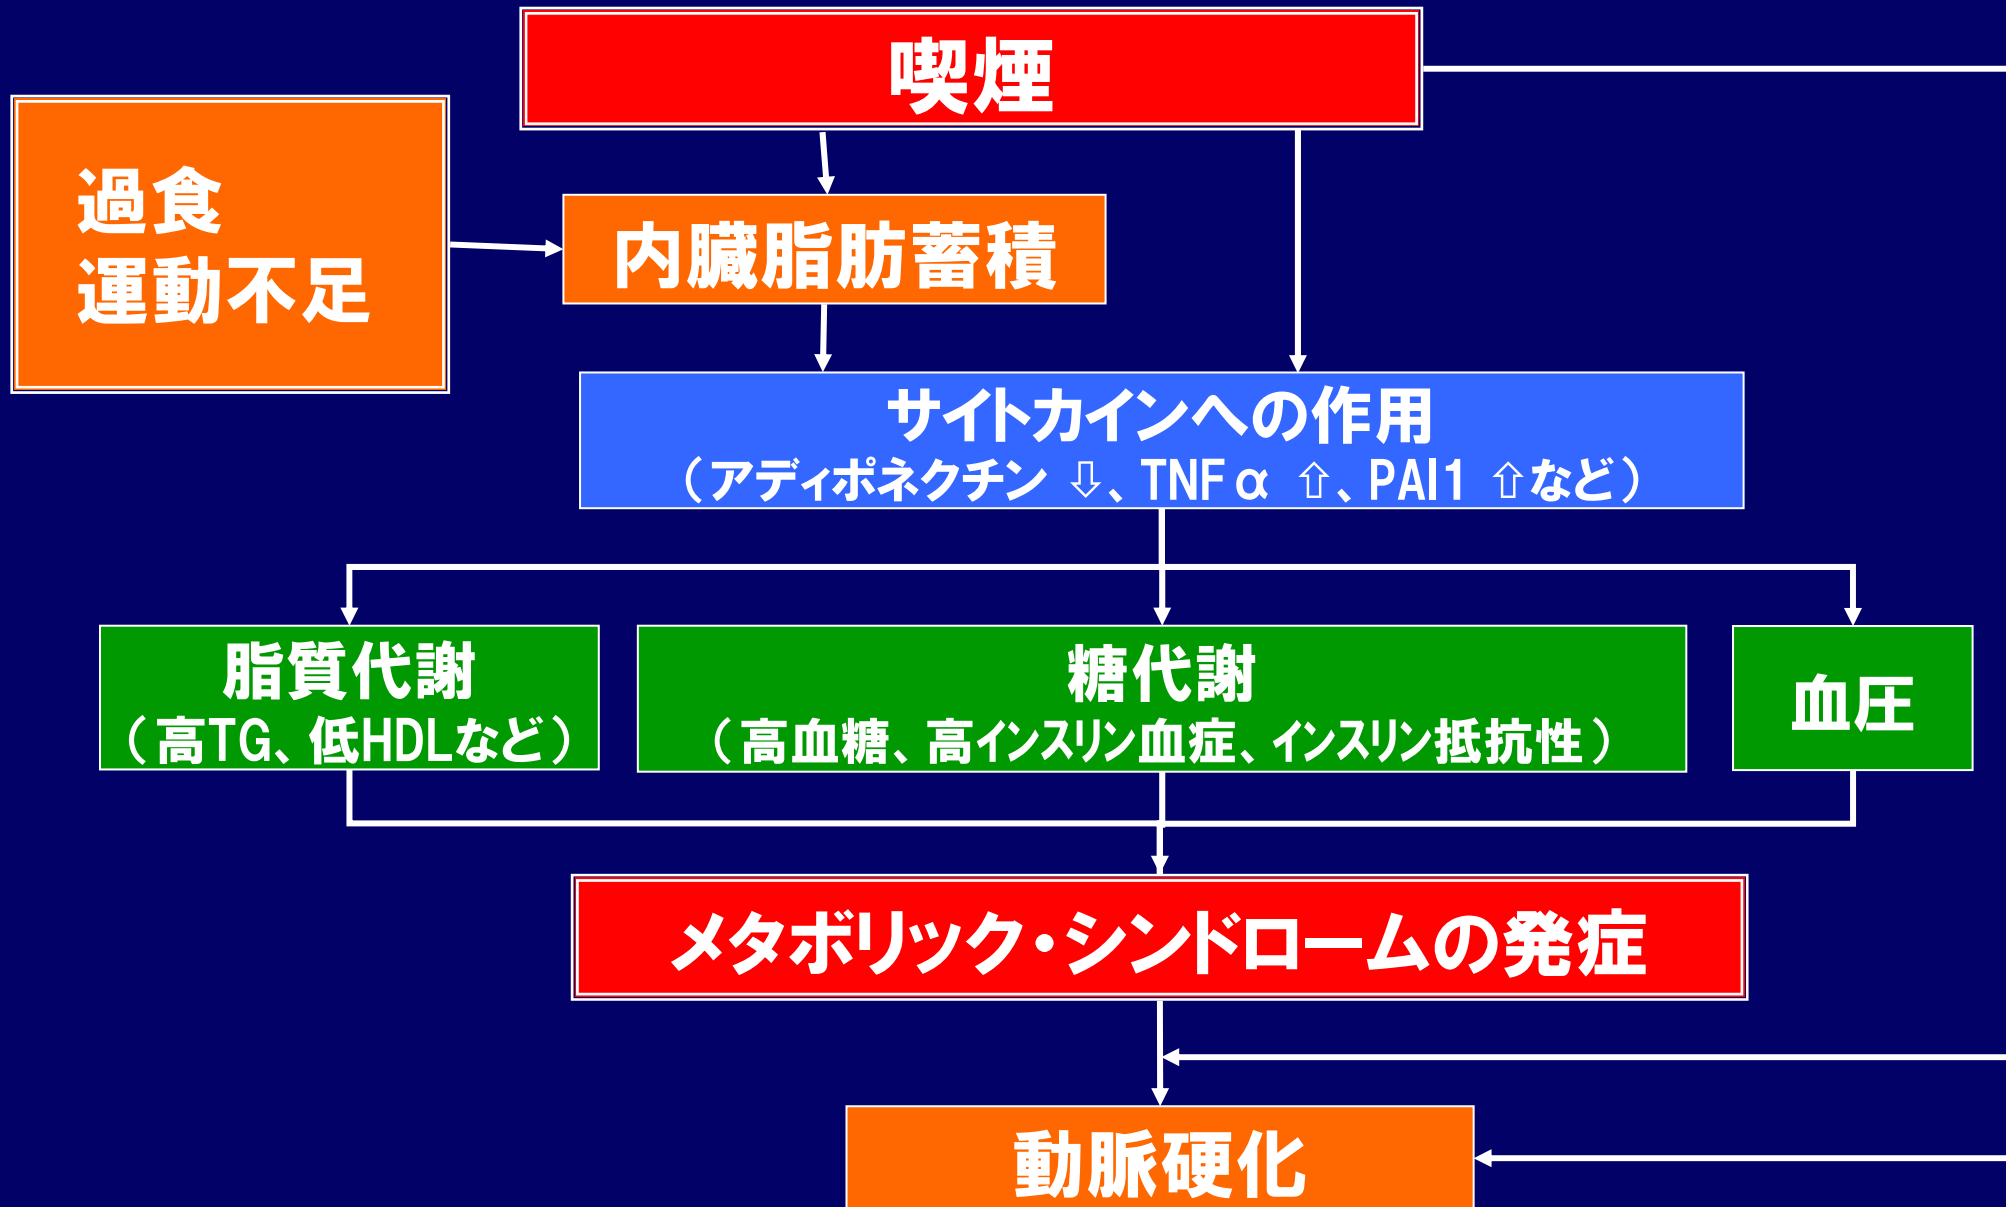 喫煙
過食
運動不足
内臓脂肪蓄積
サイトカインへの作用
（アディポネクチン ⇩、TNFα ⇧、PAI1 ⇧など）
脂質代謝
（高TG、低HDLなど）
糖代謝
（高血糖、高インスリン血症、インスリン抵抗性）
血圧
メタボリック・シンドロームの発症
動脈硬化